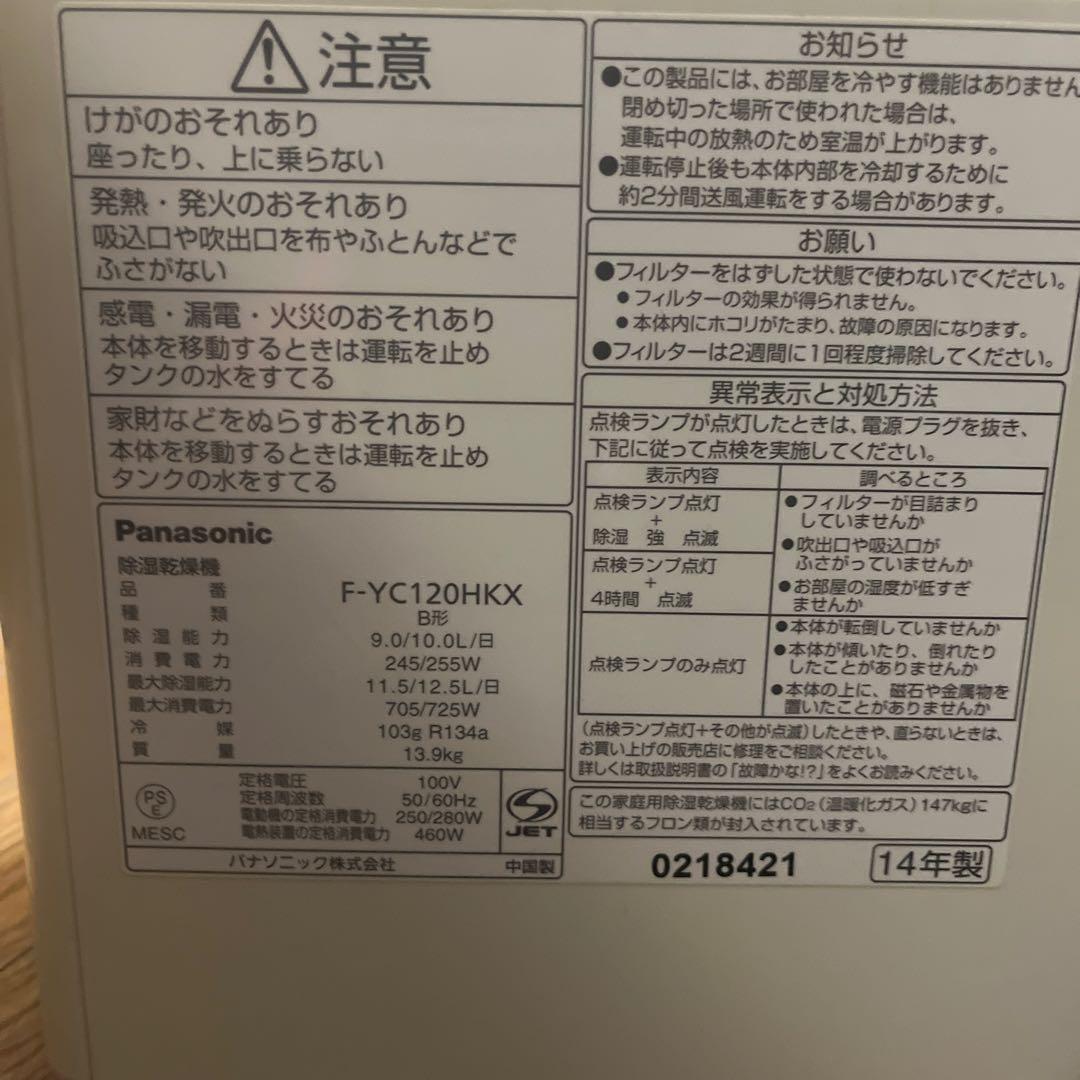 注意
けがのおそれあり
座ったり、上に乗らない
発熱・発火のおそれあり
吸込口や吹出口を布やふとんなどで
ふさがない
感電・漏電・火災のおそれあり
本体を移動するときは運転を止め
タンクの水をすてる
家財などをぬらすおそれあり
本体を移動するときは運転を止め
タンクの水をすてる
Panasonic
除湿乾燥機
品番 F-YC120HKX
種類 B形
除湿能力 9.0/10.0L/日
消費電力 245/255W
最大除湿能力 11.5/12.5L/日
最大消費電力 705/725W
冷媒 103g R134a
質量 13.9kg
PS
E
MESC
定格電圧 100V
定格周波数 50/60Hz
電動機の定格消費電力 250/280W
電熱装置の定格消費電力 460W
JET
パナソニック株式会社 中国製
お知らせ
●この製品には、お部屋を冷やす機能はありません
閉め切った場所で使われた場合は、
運転中の放熱のため室温が上がります。
●運転停止後も本体内部を冷却するために
約2分間送風運転をする場合があります。
お願い
●フィルターをはずした状態で使わないでください。
●フィルターの効果が得られません。
●本体内にホコリがたまり、故障の原因になります。
●フィルターは2週間に1回程度掃除してください。
異常表示と対処方法
点検ランプが点灯したときは、電源プラグを抜き、
下記に従って点検を実施してください。
表示内容 調べるところ
点検ランプ点灯
+
除湿 強 点滅
点検ランプ点灯
+
4時間 点滅
●フィルターが目詰まり
していませんか
●吹出口や吸込口が
ふさがっていませんか
●お部屋の湿度が低すぎ
ませんか
点検ランプのみ点灯
●本体が転倒していませんか
●本体が傾いたり、倒れたり
したことがありませんか
●本体の上に、磁石や金属物を
置いたことがありませんか
(点検ランプ点灯+その他が点滅)したときや、直らないときは、
お買い上げの販売店に修理をご相談ください。
詳しくは取扱説明書の「故障かな!?」をよくお読みください。
この家庭用除湿乾燥機にはCO2(温暖化ガス)147kgに
相当するフロン類が封入されています。
0218421 14年製